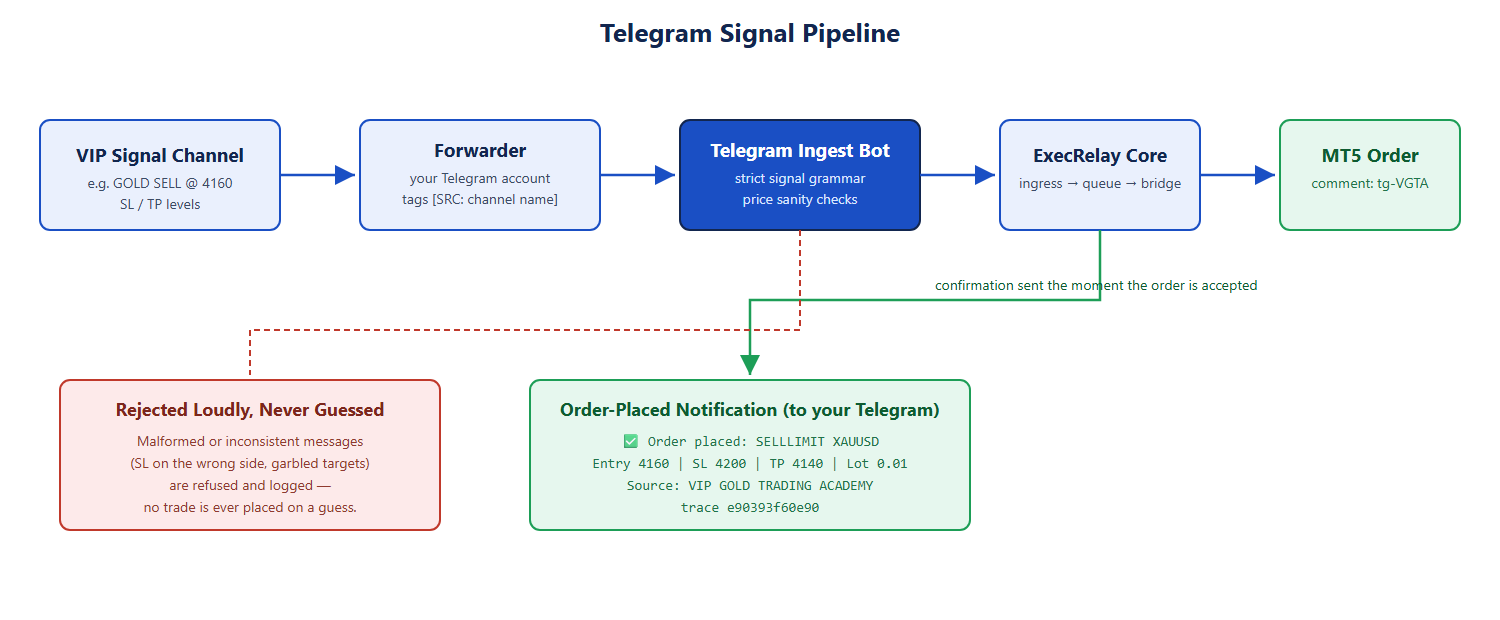 Telegram Signal Pipeline
VIP Signal Channel
e.g. GOLD SELL @ 4160
SL / TP levels
Forwarder
your Telegram account
tags [SRC: channel name]
Telegram Ingest Bot
strict signal grammar
price sanity checks
ExecRelay Core
ingress → queue → bridge
MT5 Order
comment: tg-VGTA
confirmation sent the moment the order is accepted
Rejected Loudly, Never Guessed
Malformed or inconsistent messages
(SL on the wrong side, garbled targets)
are refused and logged —
no trade is ever placed on a guess.
Order-Placed Notification (to your Telegram)
✅ Order placed: SELLLIMIT XAUUSD
Entry 4160 | SL 4200 | TP 4140 | Lot 0.01
Source: VIP GOLD TRADING ACADEMY
trace e90393f60e90